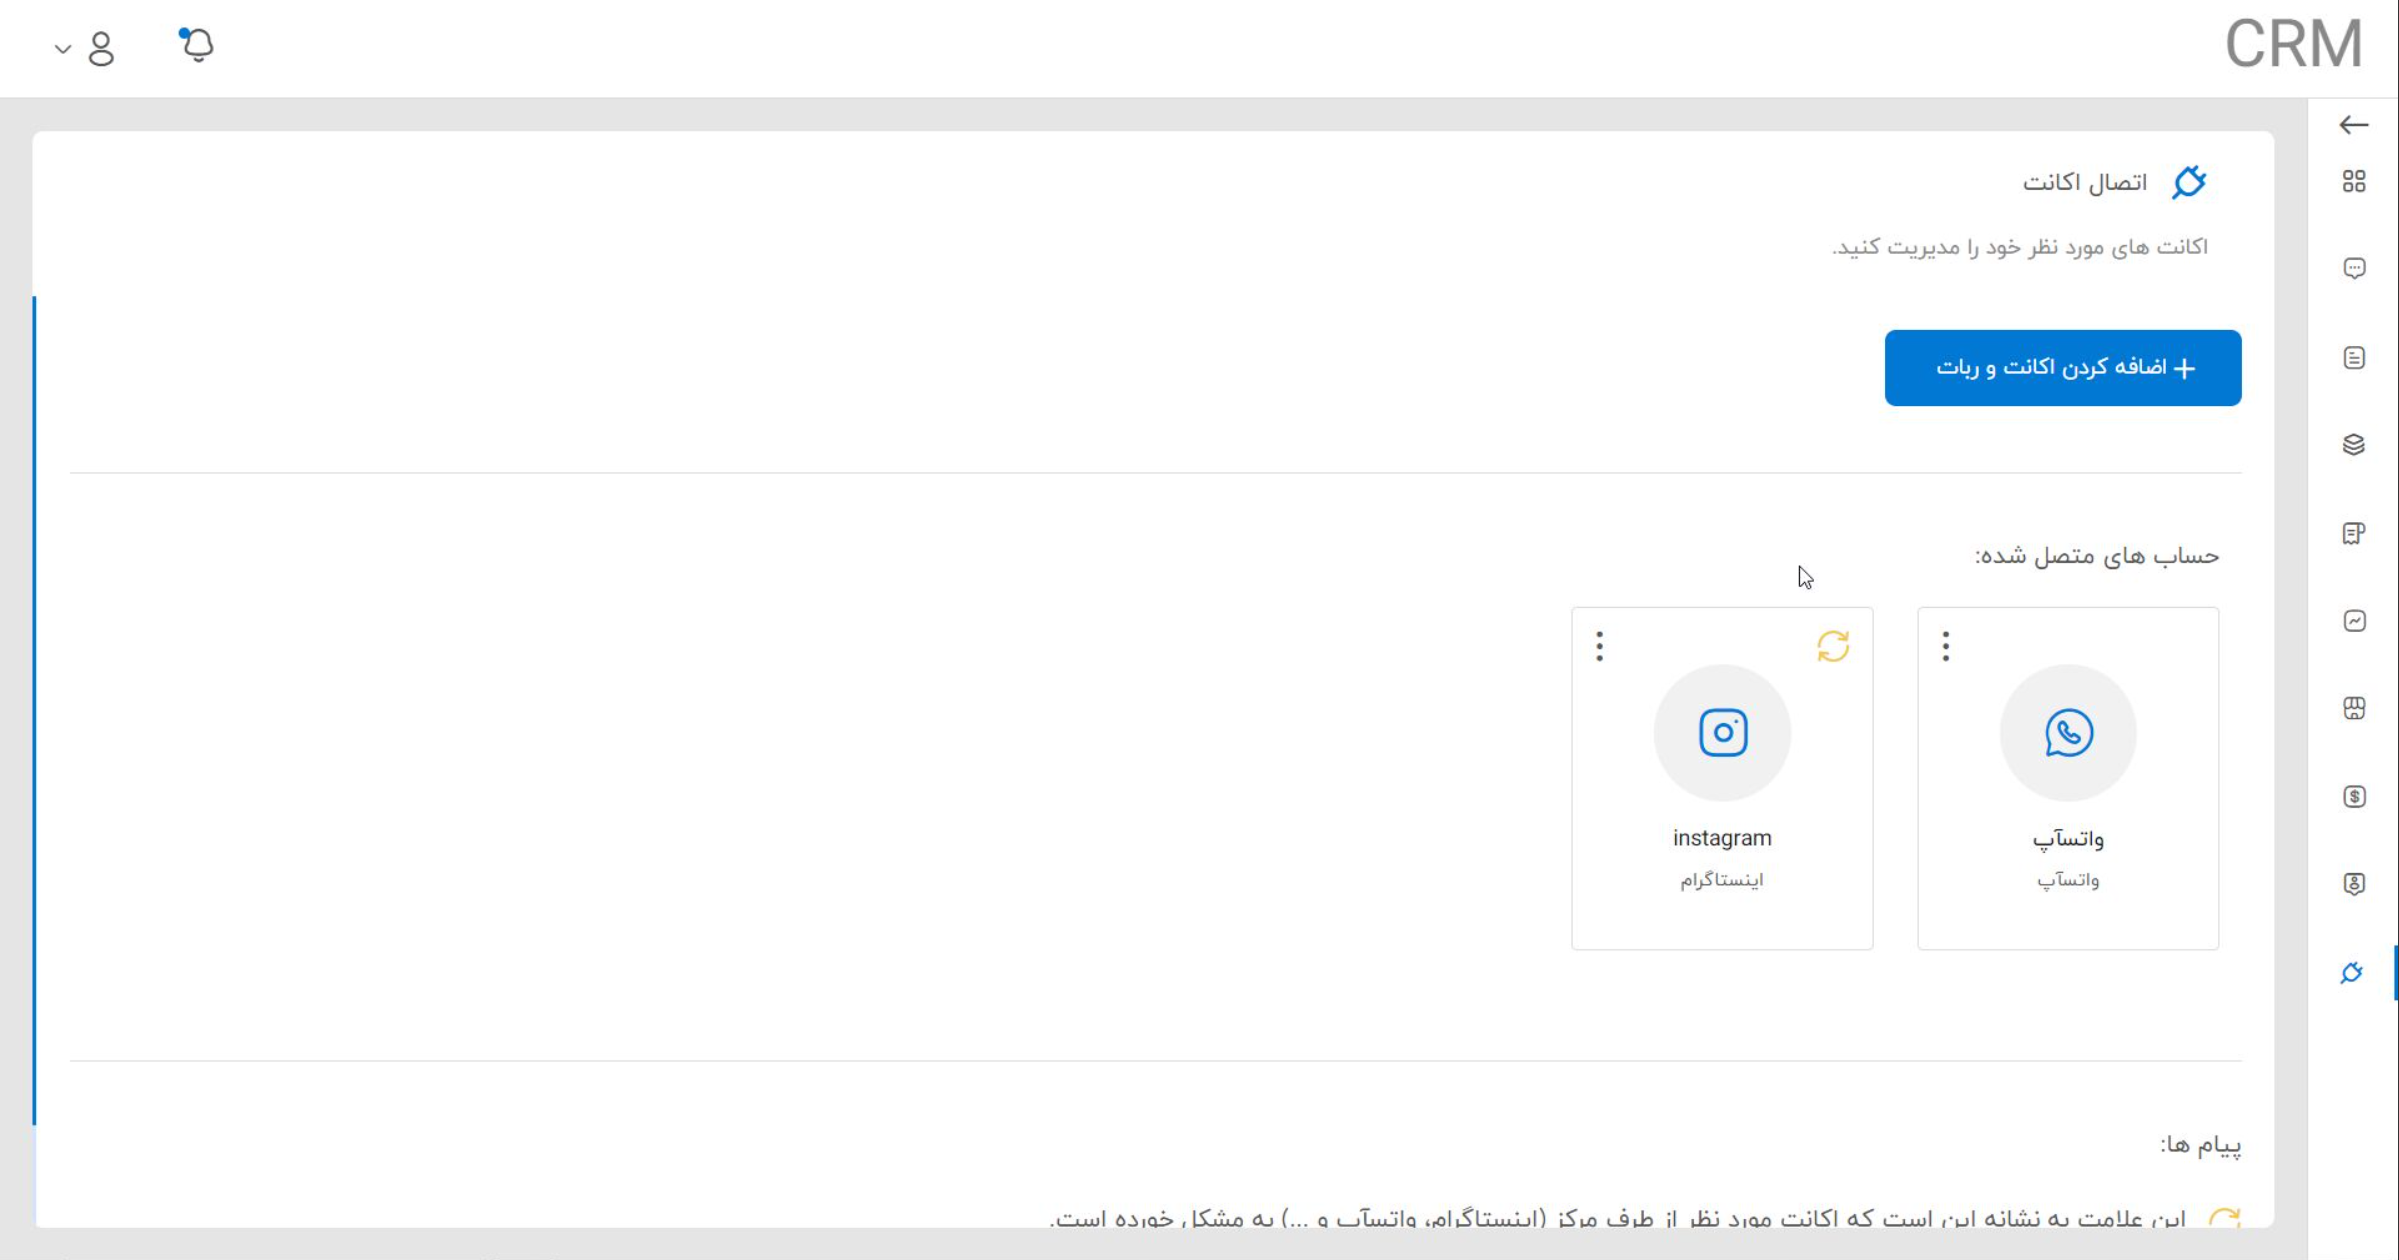 CRM
اتصال اکانت
اکانت های مورد نظر خود را مدیریت کنید.
+ اضافه کردن اکانت و ربات
حساب های متصل شده:
واتسآپ
واتسآپ
instagram
اینستاگرام
پیام ها:
این علامت به نشانه این است که اکانت مورد نظر از طرف مرکز (اینستاگرام، واتسآپ و ...) به مشکل خورده است.